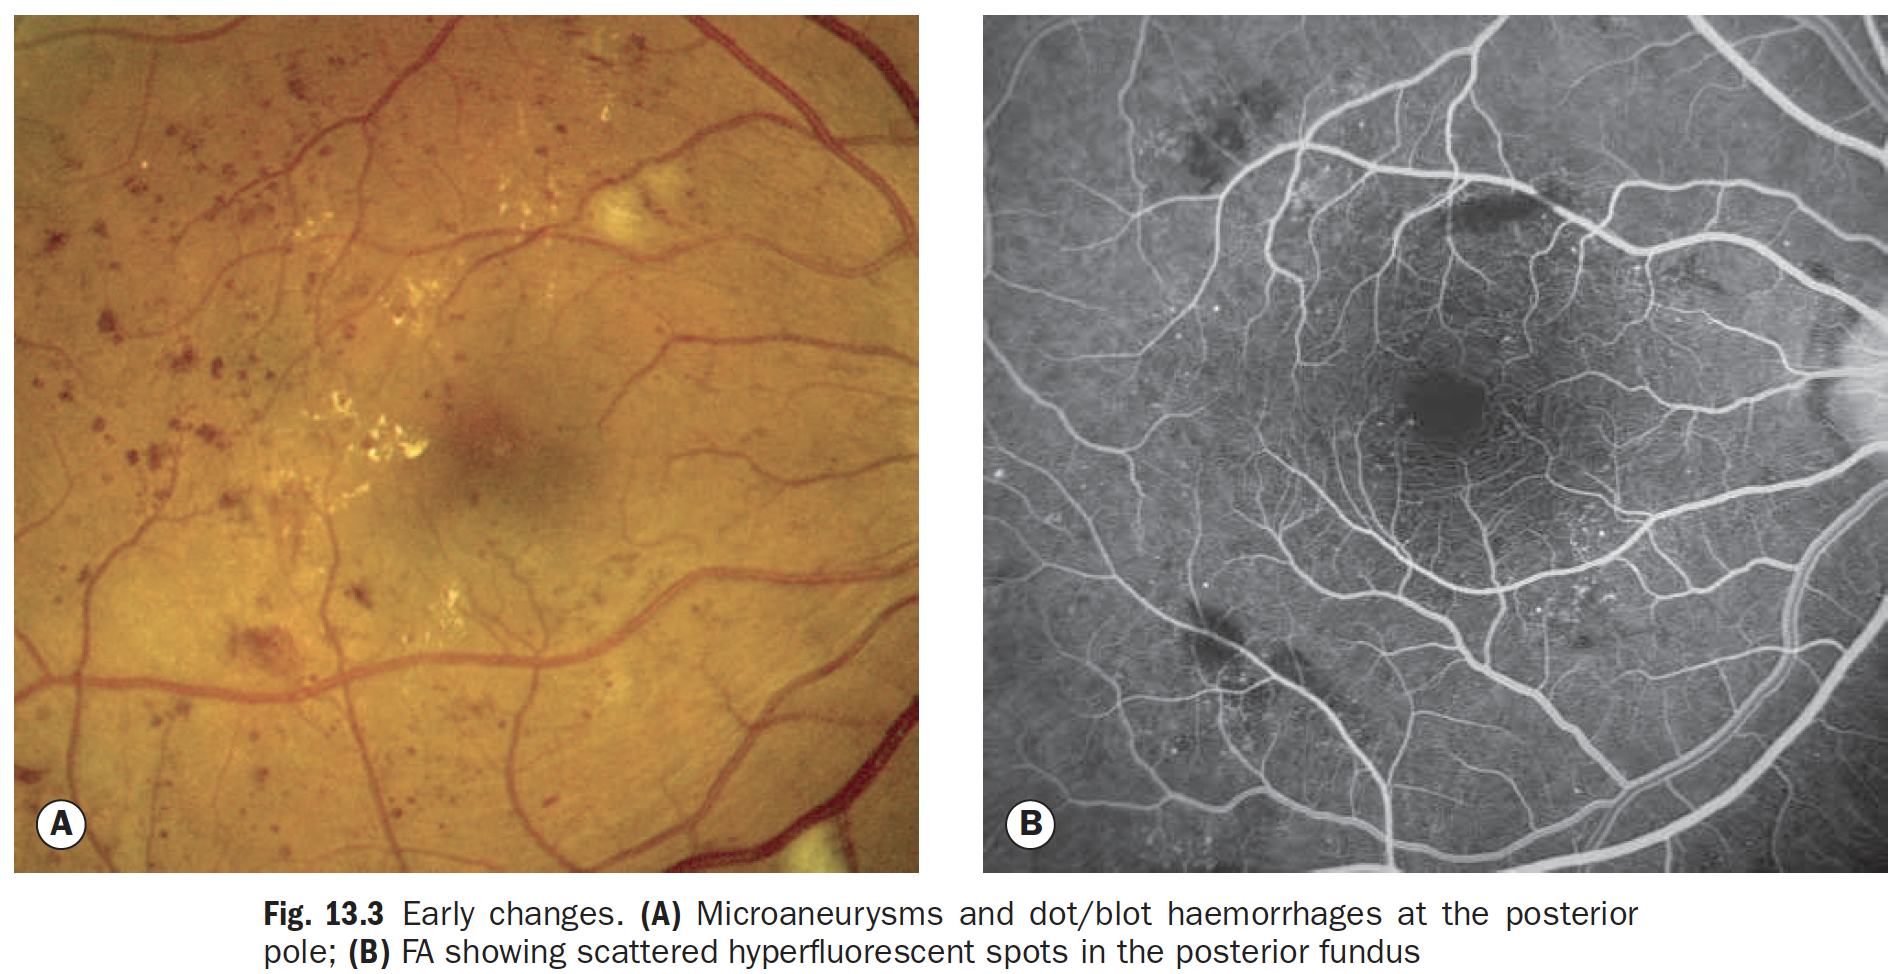 A
B
Fig. 13.3 Early changes. (A) Microaneurysms and dot/blot haemorrhages at the posterior
pole; (B) FA showing scattered hyperfluorescent spots in the posterior fundus